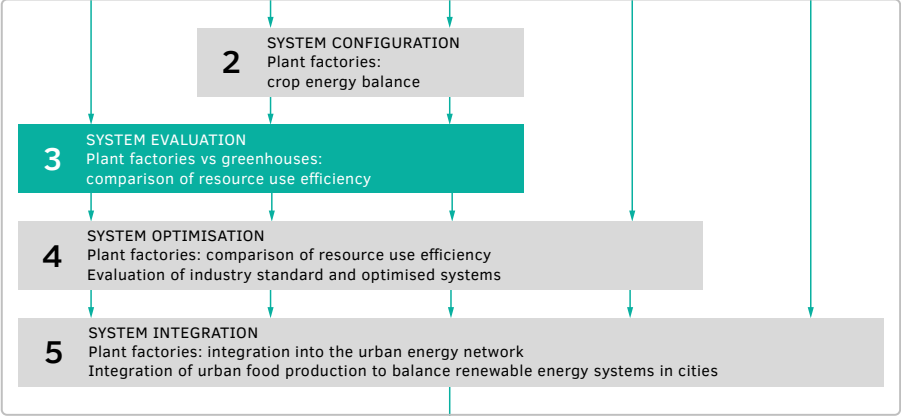 2
SYSTEM CONFIGURATION
Plant factories:
crop energy balance
3
SYSTEM EVALUATION
Plant factories vs greenhouses:
comparison of resource use efficiency
4
SYSTEM OPTIMISATION
Plant factories: comparison of resource use efficiency
Evaluation of industry standard and optimised systems
5
SYSTEM INTEGRATION
Plant factories: integration into the urban energy network
Integration of urban food production to balance renewable energy systems in cities